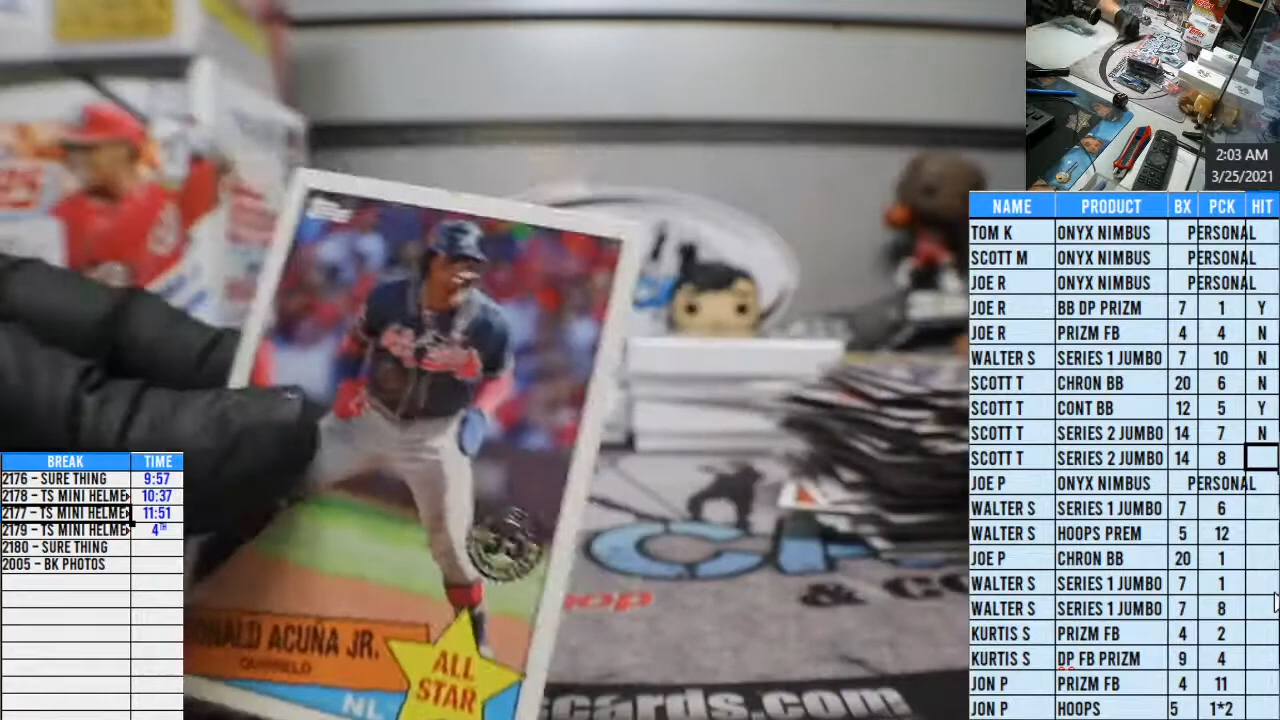 2:03 AM
3/25/2021
NAME PRODUCT BX PCK HIT
TOM K ONYX NIMBUS PERSONAL
SCOTT M ONYX NIMBUS PERSONAL
JOE R ONYX NIMBUS PERSONAL
JOE R BB DP PRIZM 7 1 Y
JOE R PRIZM FB 4 4 N
WALTER S SERIES 1 JUMBO 7 10 N
SCOTT T CHRON BB 20 6 N
SCOTT T CONT BB 12 5 Y
SCOTT T SERIES 2 JUMBO 14 7 N
SCOTT T SERIES 2 JUMBO 14 8
JOE P ONYX NIMBUS PERSONAL
WALTER S SERIES 1 JUMBO 7 6
WALTER S HOOPS PREM 5 12
JOE P CHRON BB 20 1
WALTER S SERIES 1 JUMBO 7 1
WALTER S SERIES 1 JUMBO 7 8
KURTIS S PRIZM FB 4 2
KURTIS S DP FB PRIZM 9 4
JON P PRIZM FB 4 11
JON P HOOPS 5 1*2
BREAK TIME
2176 – SURE THING 9:57
2178 – TS MINI HELME 10:37
2177 – TS MINI HELME 11:51
2179 – TS MINI HELME 4TH
2180 – SURE THING
2005 – BK PHOTOS
Topps
35
NALD ACUÑA JR.
OUTFIELD
ALL
STAR
NL
CA
& CO
op
cards.com